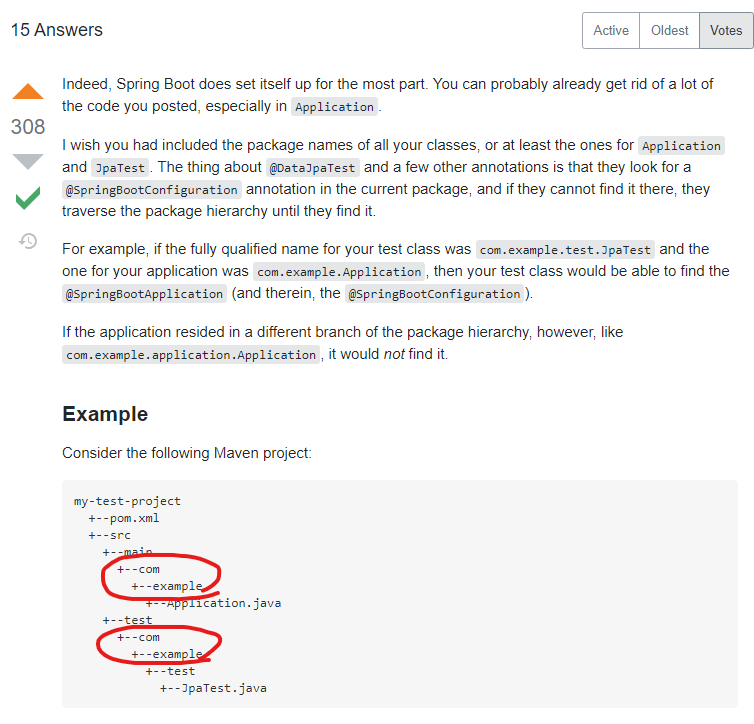 15 Answers
Active Oldest Votes
Indeed, Spring Boot does set itself up for the most part. You can probably already get rid of a lot of
the code you posted, especially in Application.
308
I wish you had included the package names of all your classes, or at least the ones for Application
and JpaTest. The thing about @DataJpaTest and a few other annotations is that they look for a
@SpringBootConfiguration annotation in the current package, and if they cannot find it there, they
traverse the package hierarchy until they find it.
For example, if the fully qualified name for your test class was com.example.test.JpaTest and the
one for your application was com.example.Application, then your test class would be able to find the
@SpringBootApplication (and therein, the @SpringBootConfiguration).
If the application resided in a different branch of the package hierarchy, however, like
com.example.application.Application, it would not find it.
Example
Consider the following Maven project:
my-test-project
+--pom.xml
+--src
+--main
+--com
+--example
+--Application.java
+--test
+--com
+--example
+--test
+--JpaTest.java